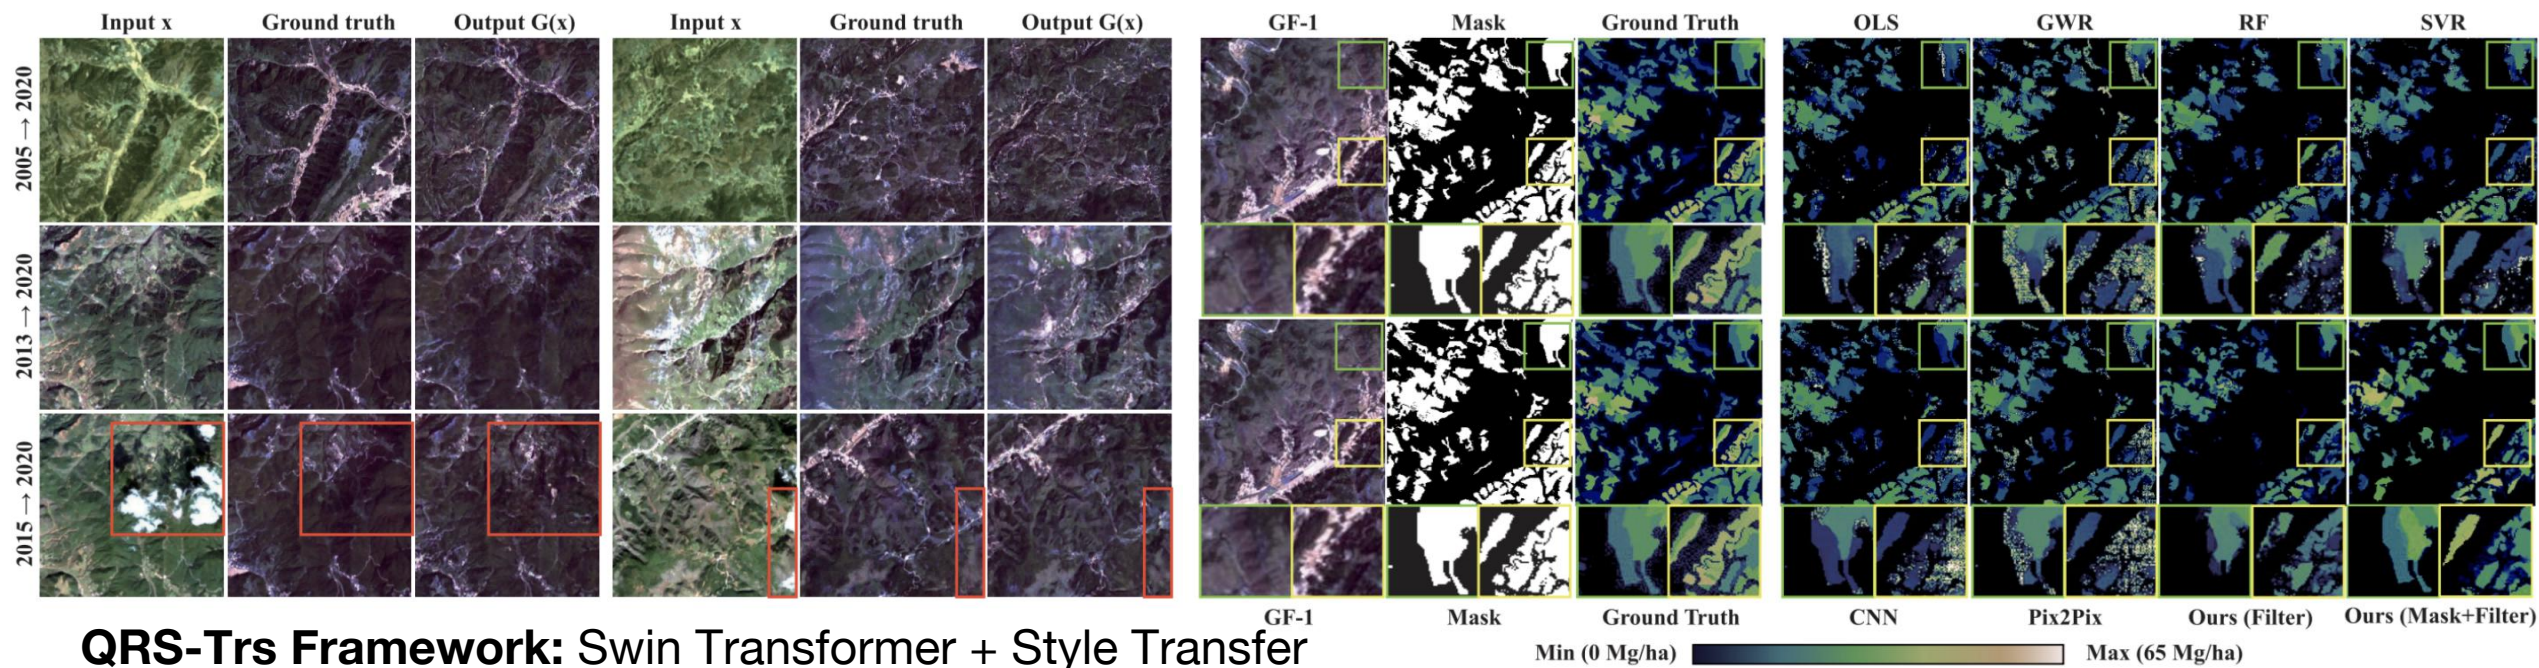 Input x Ground truth Output G(x) Input x Ground truth Output G(x) GF-1 Mask Ground Truth OLS GWR RF SVR
2005 → 2020
2013 → 2020
2015 → 2020
GF-1 Mask Ground Truth CNN Pix2Pix Ours (Filter) Ours (Mask+Filter)
QRS-Trs Framework: Swin Transformer + Style Transfer
Min (0 Mg/ha) Max (65 Mg/ha)